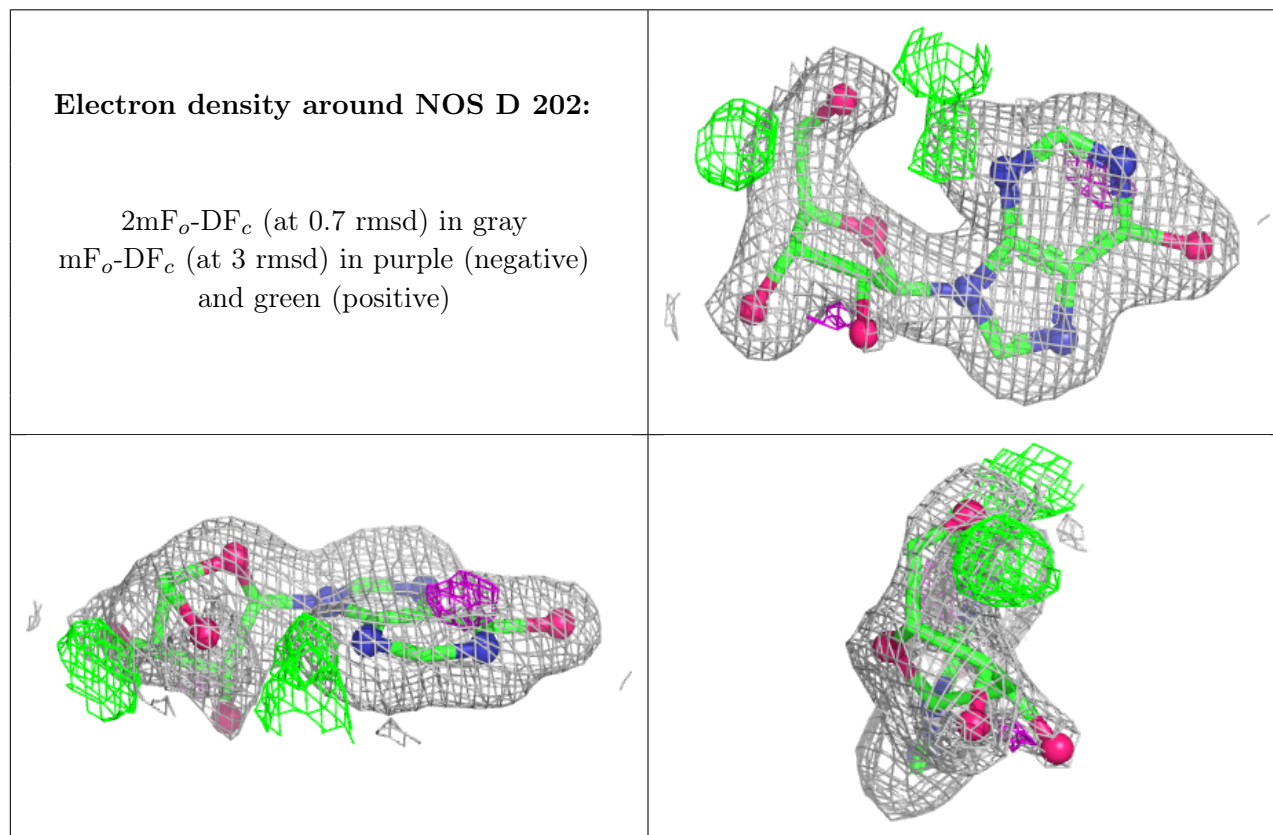 Electron density around NOS D 202:
2mFo-DFc (at 0.7 rmsd) in gray
mFo-DFc (at 3 rmsd) in purple (negative)
and green (positive)